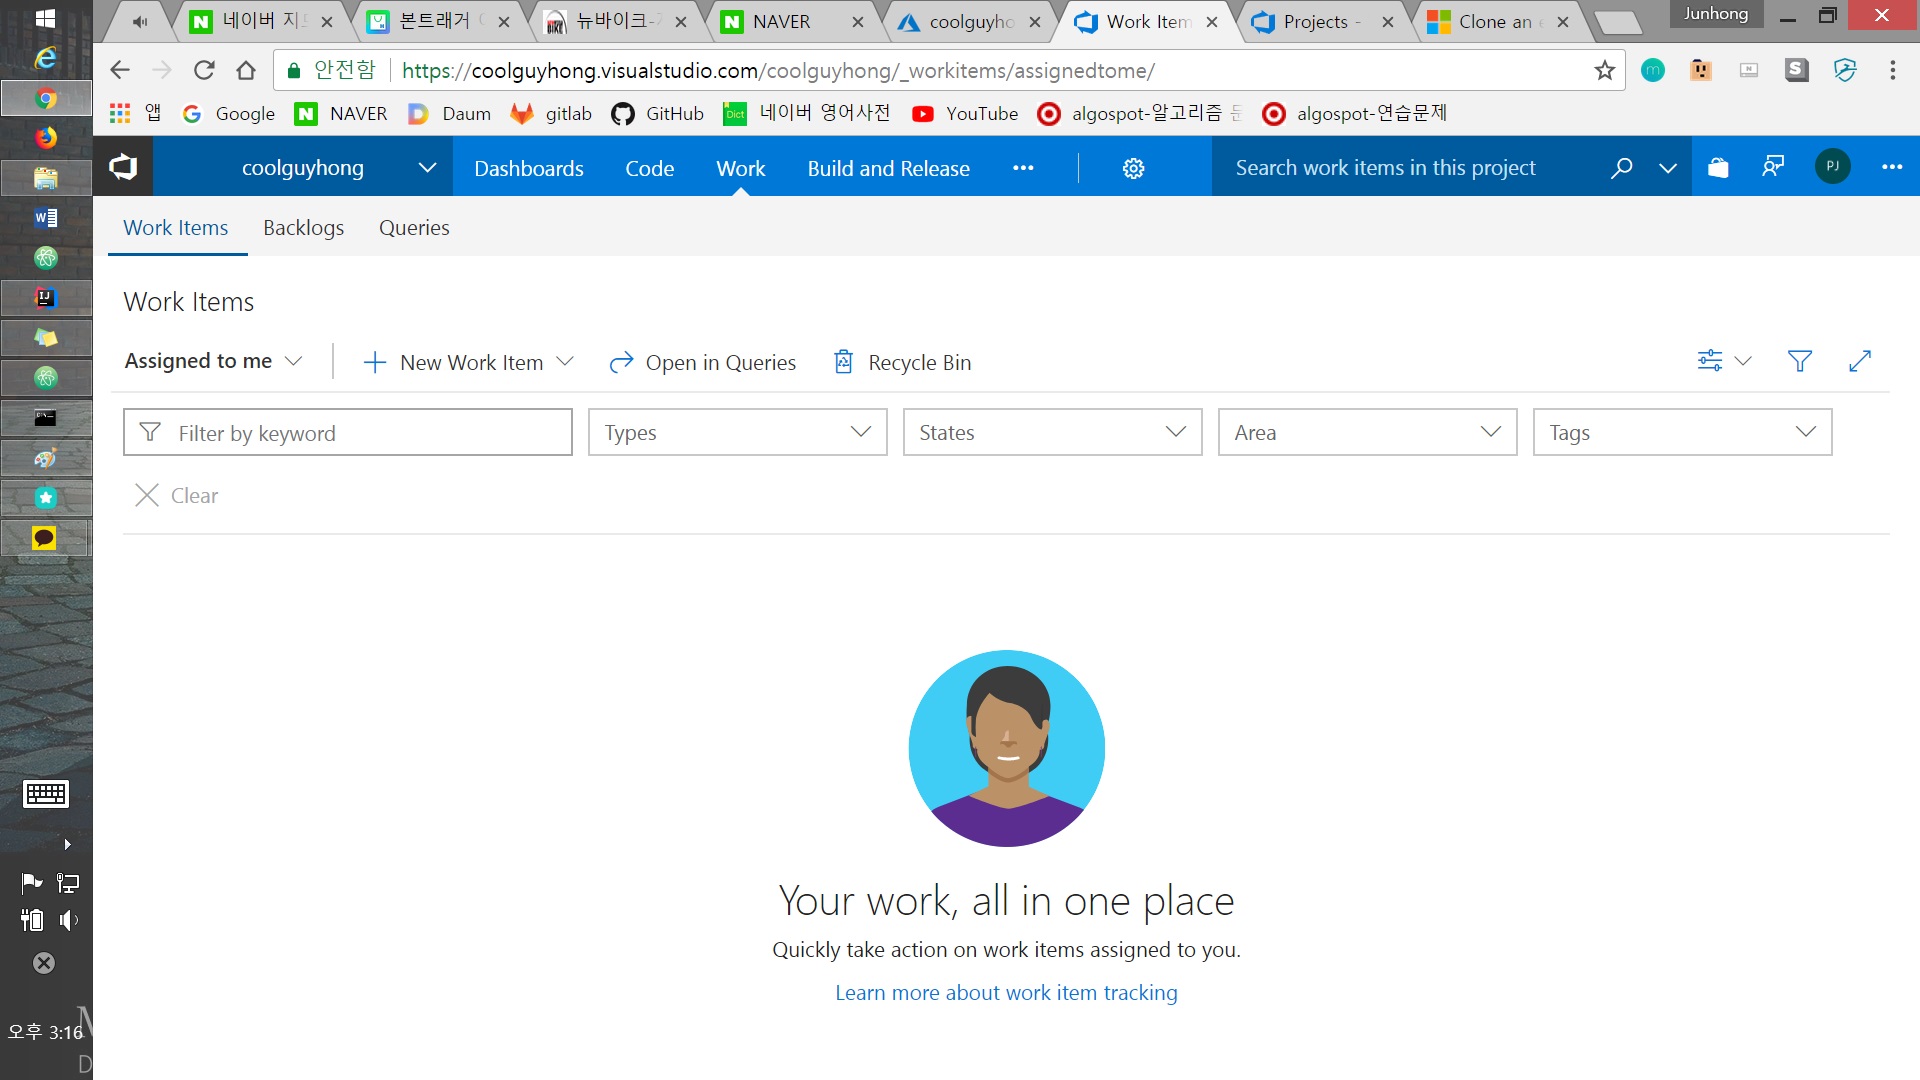 네이버 지
본트래거
뉴바이크-
NAVER
coolguyho
Work Item
Projects -
Clone an e
Junhong
안전함
https://coolguyhong.visualstudio.com/coolguyhong/_workitems/assignedtome/
앱
Google
NAVER
Daum
gitlab
GitHub
네이버 영어사전
YouTube
algospot-알고리즘
algospot-연습문제
coolguyhong
Dashboards
Code
Work
Build and Release
Search work items in this project
PJ
Work Items
Backlogs
Queries
Work Items
Assigned to me
New Work Item
Open in Queries
Recycle Bin
Filter by keyword
Types
States
Area
Tags
Clear
Your work, all in one place
Quickly take action on work items assigned to you.
Learn more about work item tracking
오후 3:16